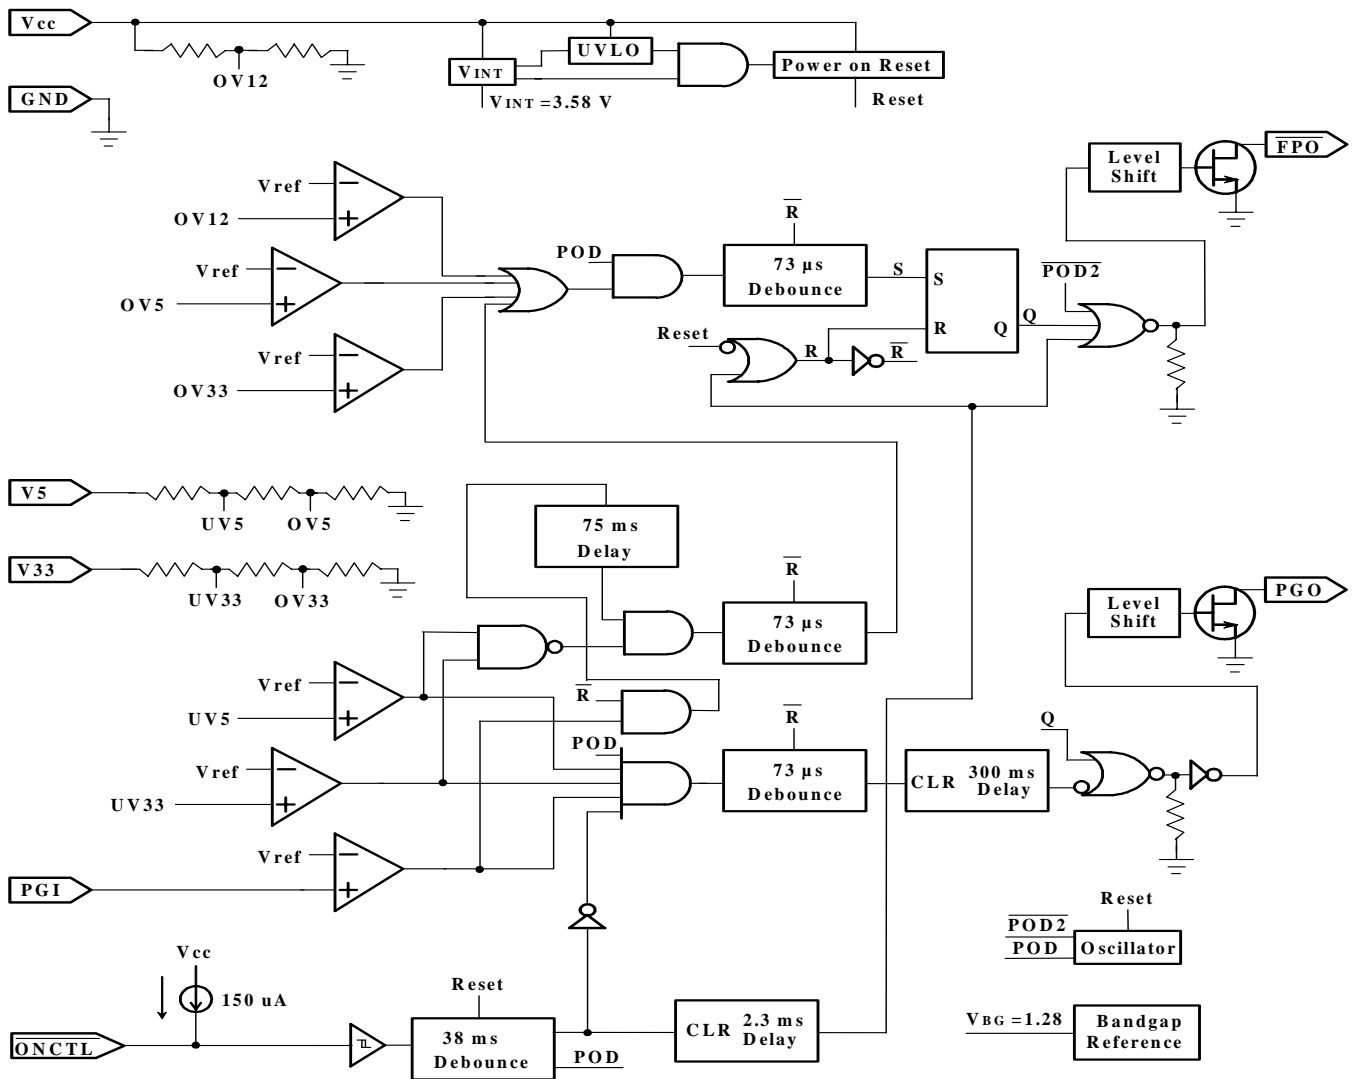 Vcc
OV12
GND
VINT
UVLO
VINT =3.58 V
Power on Reset
Reset
Level
Shift
FPO
Vref
OV12
Vref
OV5
Vref
OV33
POD
R
73 µs
Debounce
S
S
R
Q
Q
POD2
Reset
R
R
V5
UV5
OV5
V33
UV33
OV33
75 ms
Delay
R
73 µs
Debounce
Level
Shift
PGO
Vref
UV5
Vref
UV33
Vref
PGI
R
POD
R
73 µs
Debounce
CLR
300 ms
Delay
Q
Vcc
150 uA
ONCTL
Reset
38 ms
Debounce
POD
CLR
2.3 ms
Delay
Reset
POD2
POD
Oscillator
VBG =1.28
Bandgap
Reference